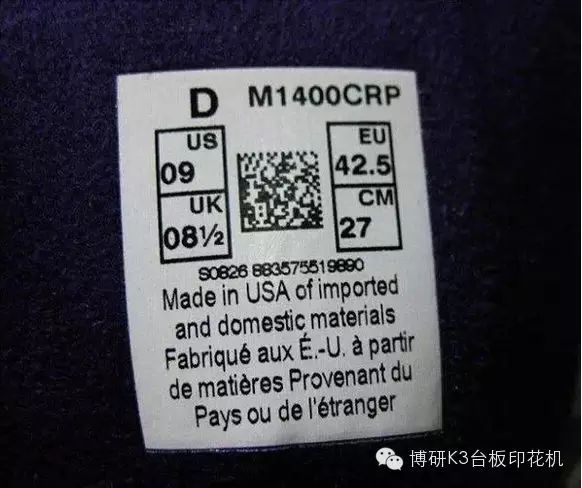 D M1400CRP
US
09
UK
08½
EU
42.5
CM
27
S0826 883575519890
Made in USA of imported
and domestic materials
Fabriqué aux É.-U. à partir
de matières Provenant du
Pays ou de l'étranger
博研K3台板印花机